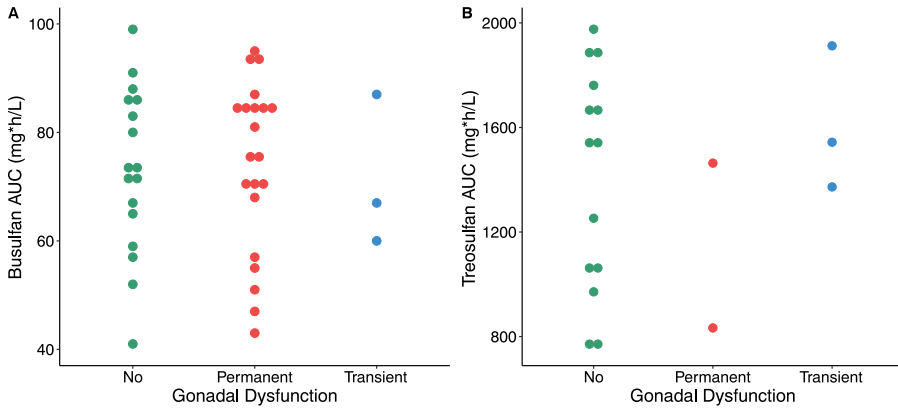 A
Busulfan AUC (mg*h/L)
100
80
60
40
No Permanent Transient
Gonadal Dysfunction
B
Treosulfan AUC (mg*h/L)
2000
1600
1200
800
No Permanent Transient
Gonadal Dysfunction